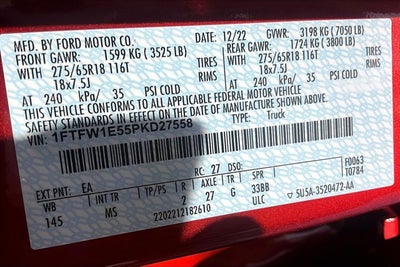 MFD. BY FORD MOTOR CO. 12/22 GVWR: 3198 KG (7050 LB)
FRONT GAWR: 1599 KG (3525 LB) REAR GAWR: 1724 KG (3800 LB)
WITH 275/65R18 116T TIRES WITH 275/65R18 116T TIRES
18x7.5J RIMS 18x7.5J RIMS
AT 240 kPa/ 35 PSI COLD AT 240 kPa/ 35 PSI COLD
THIS VEHICLE CONFORMS TO ALL APPLICABLE FEDERAL MOTOR VEHICLE
SAFETY STANDARDS IN EFFECT ON THE DATE OF MANUFACTURE SHOWN ABOVE.
VIN: 1FTFW1E55PKD27558 TYPE: Truck
F0063
T0784
EXT PNT: EA RC: 27 DSO:
WB INT TR TP/PS R AXLE TR SPR
145 MS 2 27 G 33BB
2202212182610 ULC 5U5A-3520472-AA